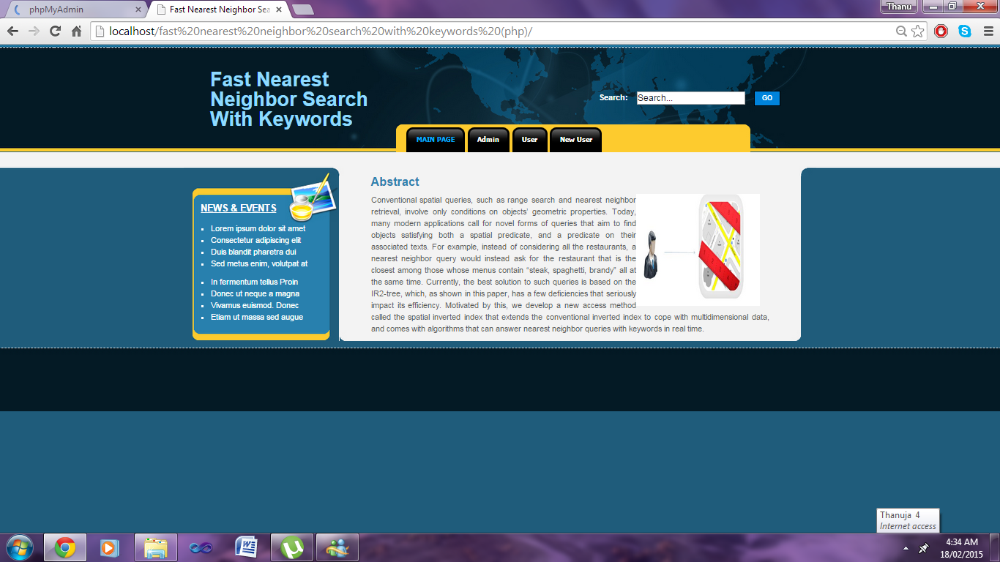 phpMyAdmin
Fast Nearest Neighbor Sea
Thanu
localhost/fast%20nearest%20neighbor%20search%20with%20keywords%20(php)/
Fast Nearest
Neighbor Search
With Keywords
Search:
Search...
GO
MAIN PAGE
Admin
User
New User
NEWS & EVENTS
Lorem ipsum dolor sit amet
Consectetur adipiscing elit
Duis blandit pharetra dui
Sed metus enim, volutpat at
In fermentum tellus Proin
Donec ut neque a magna
Vivamus euismod. Donec
Etiam ut massa sed augue
Abstract
Conventional spatial queries, such as range search and nearest neighbor
retrieval, involve only conditions on objects' geometric properties. Today,
many modern applications call for novel forms of queries that aim to find
objects satisfying both a spatial predicate, and a predicate on their
associated texts. For example, instead of considering all the restaurants, a
nearest neighbor query would instead ask for the restaurant that is the
closest among those whose menus contain “steak, spaghetti, brandy” all at
the same time. Currently, the best solution to such queries is based on the
IR2-tree, which, as shown in this paper, has a few deficiencies that seriously
impact its efficiency. Motivated by this, we develop a new access method
called the spatial inverted index that extends the conventional inverted index to cope with multidimensional data,
and comes with algorithms that can answer nearest neighbor queries with keywords in real time.
Thanuja 4
Internet access
4:34 AM
18/02/2015